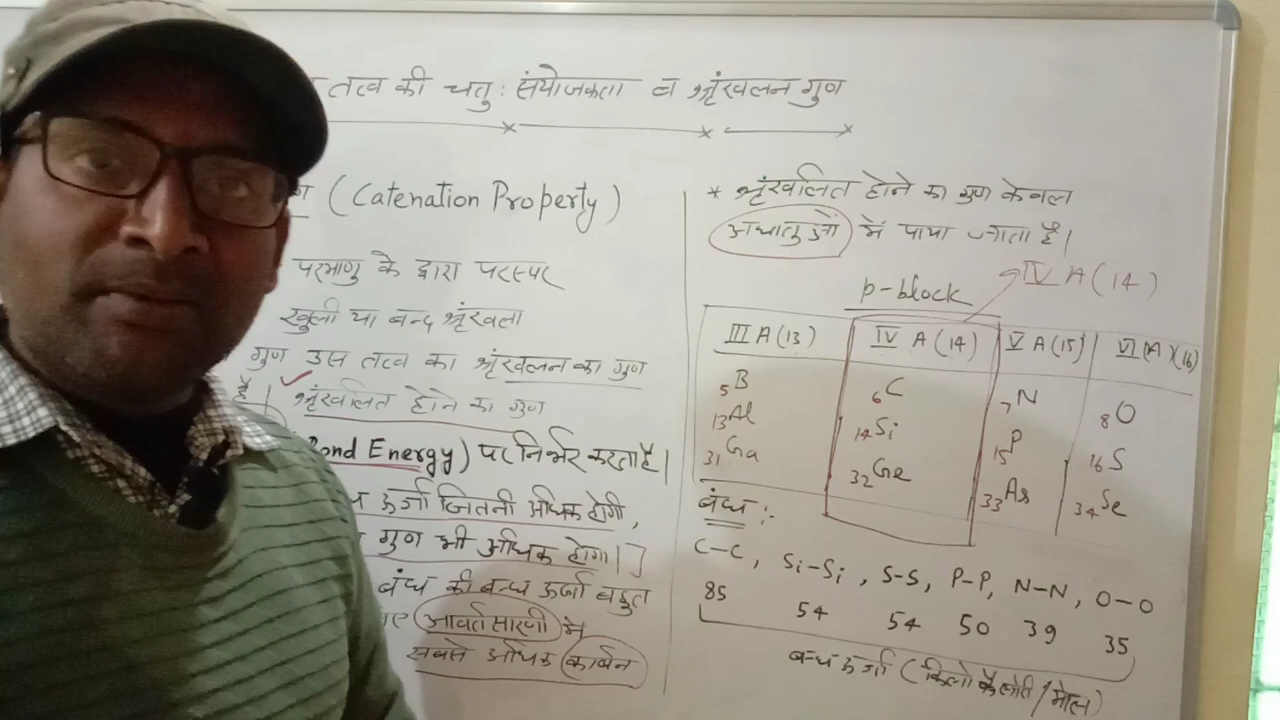 तत्व की चतु: संयोजकता व श्रृंखलन गुण
(Catenation Property)
परमाणु के द्वारा परस्पर
खुली या बन्द श्रृंखला
गुण उस तत्व का श्रृंखलन का गुण
है। श्रृंखलित होने का गुण
Bond Energy) पर निर्भर करता है।
ऊर्जा जितनी अधिक होगी,
गुण भी अधिक होगा।]
बंध की बन्ध ऊर्जा बहुत
आवर्त सारणी में
सबसे अधिक कार्बन
* श्रृंखलित होने का गुण केवल
अधातुओं में पाया जाता है।
IV A (14)
p-block
III A (13) IV A (14) V A (15) VI A (16)
5B 6C 7N 8O
13Al 14Si 15P 16S
31Ga 32Ge 33As 34Se
बंध :-
C-C, Si-Si, S-S, P-P, N-N, O-O
85 54 54 50 39 35
बन्ध ऊर्जा (किलो कैलोरी/मोल)